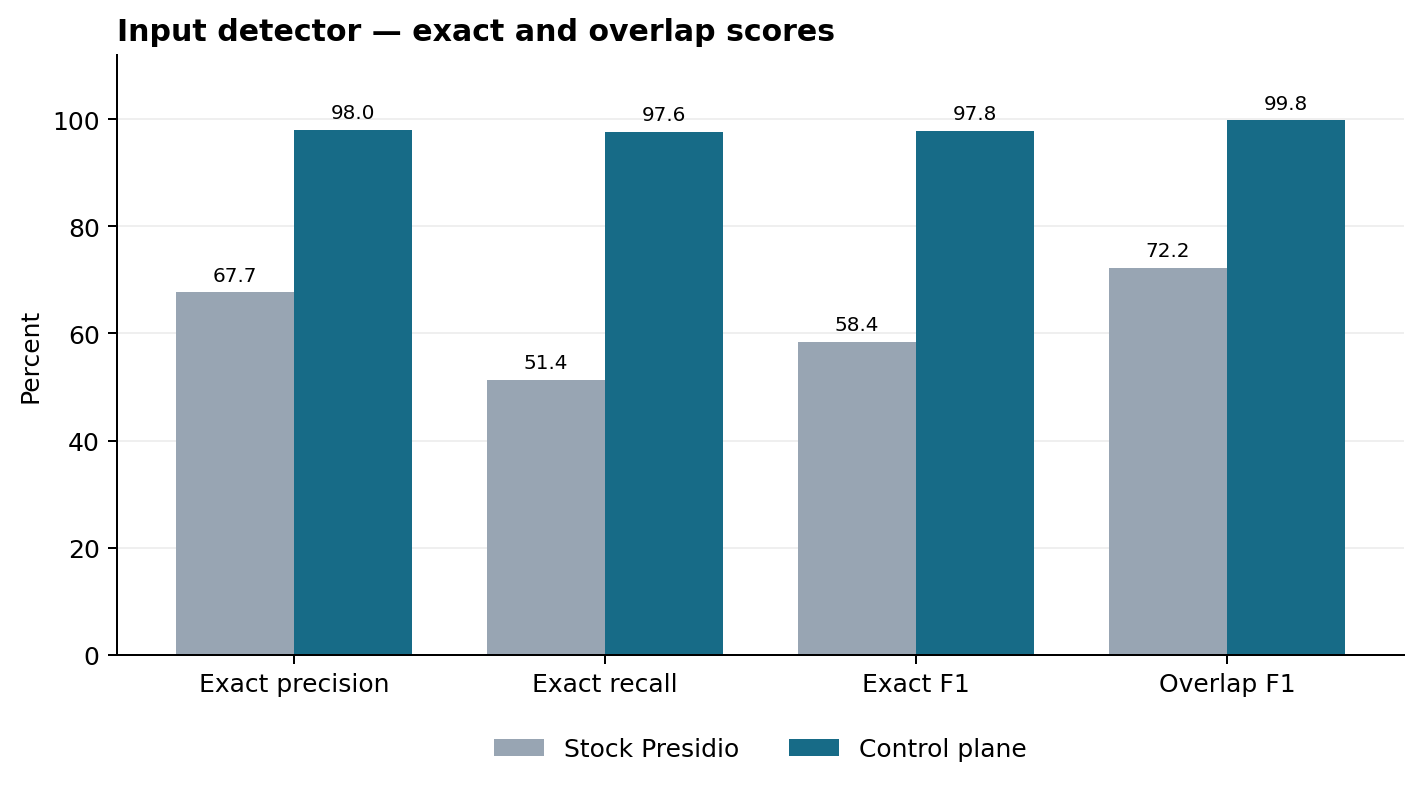 Input detector — exact and overlap scores
98.0
97.6
97.8
99.8
67.7
51.4
58.4
72.2
100
80
60
40
20
0
Percent
Exact precision
Exact recall
Exact F1
Overlap F1
Stock Presidio
Control plane